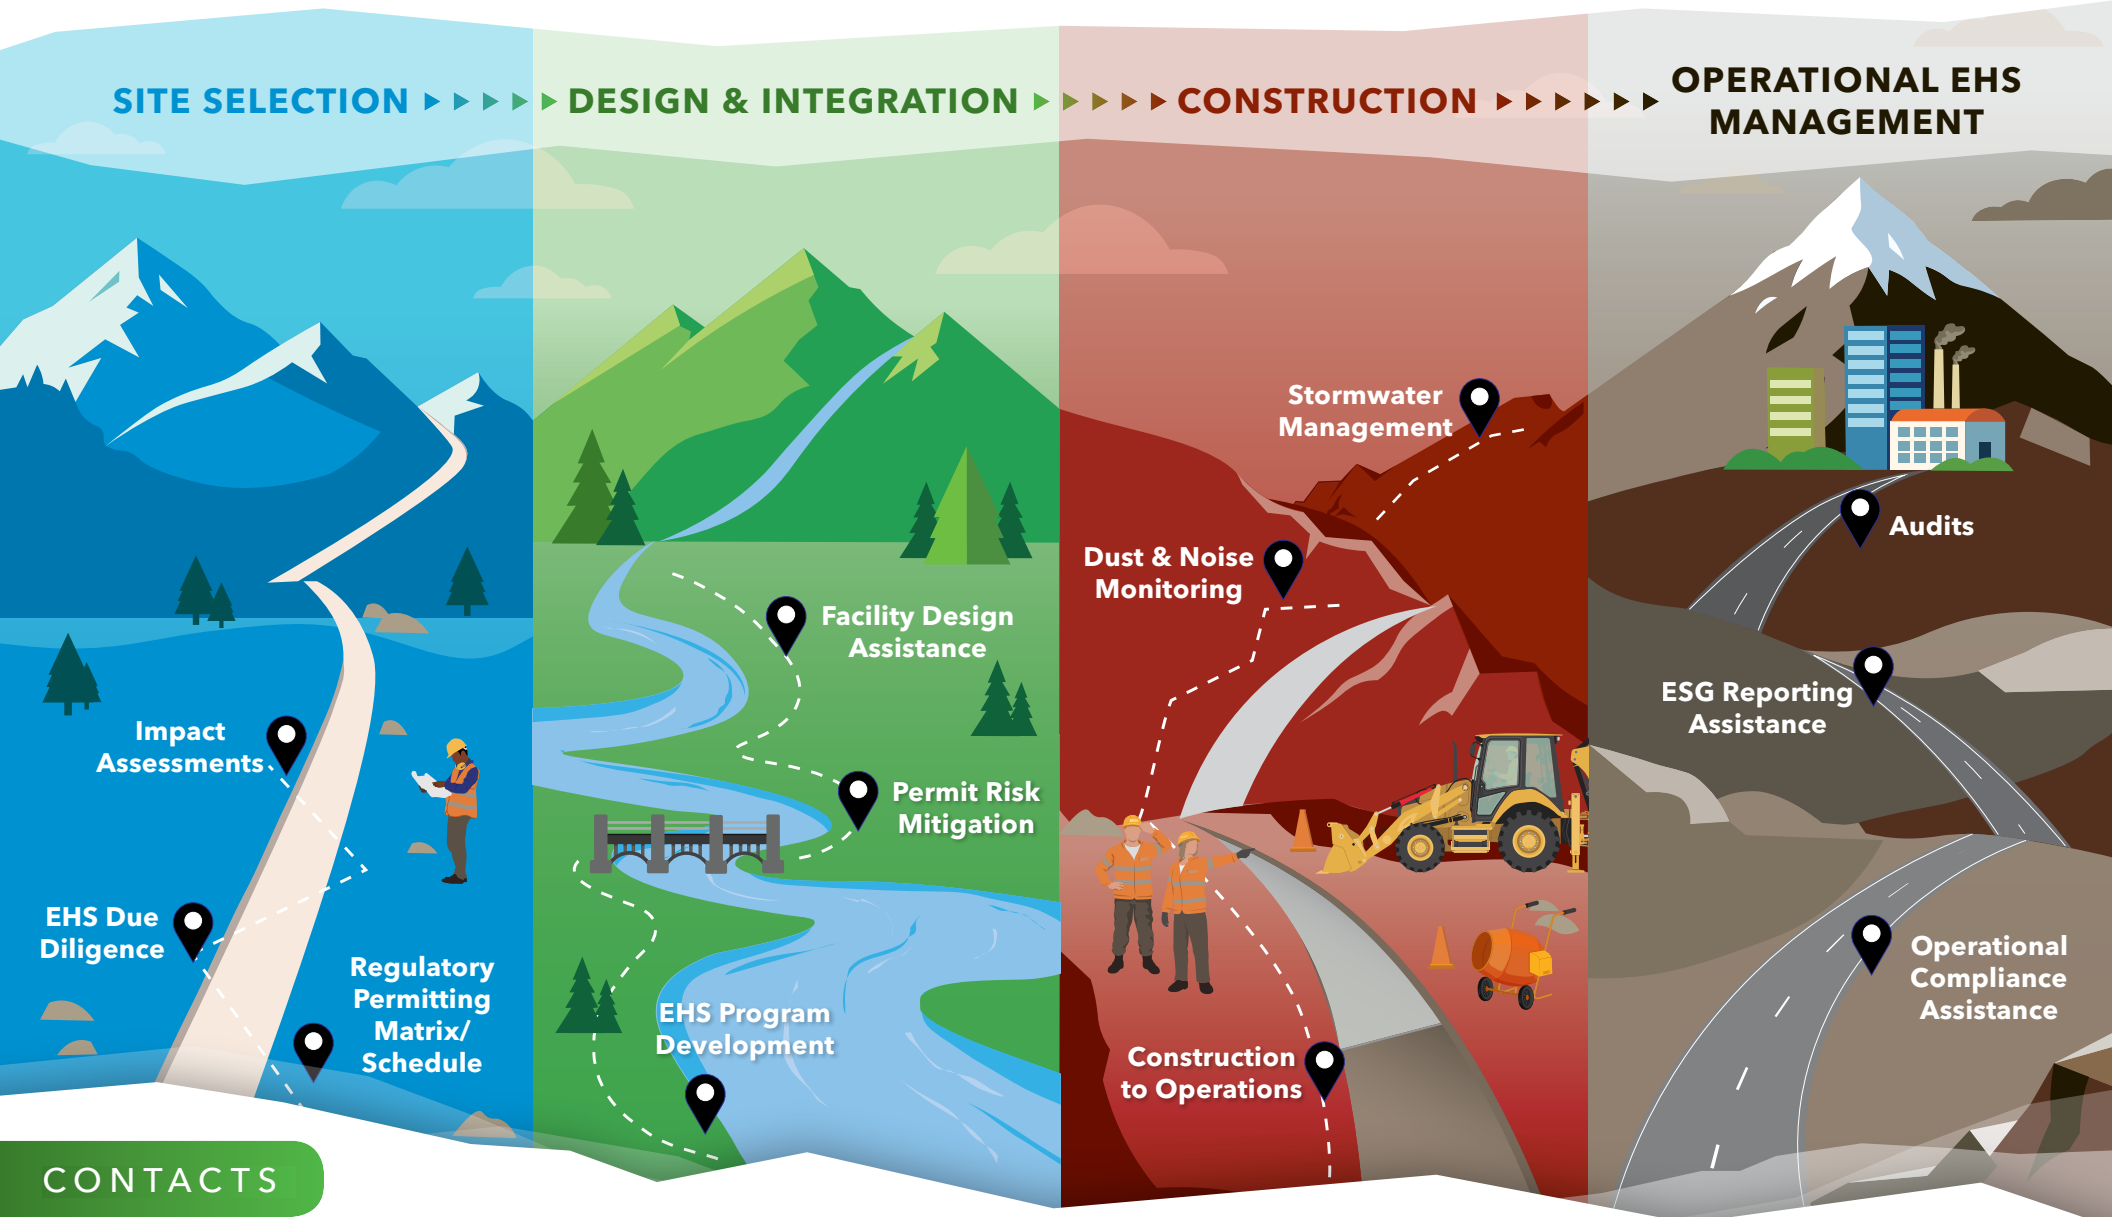 SITE SELECTION
DESIGN & INTEGRATION
CONSTRUCTION
OPERATIONAL EHS
MANAGEMENT
Impact
Assessments
EHS Due
Diligence
Regulatory
Permitting
Matrix/
Schedule
Facility Design
Assistance
Permit Risk
Mitigation
EHS Program
Development
Stormwater
Management
Dust & Noise
Monitoring
Construction
to Operations
Audits
ESG Reporting
Assistance
Operational
Compliance
Assistance
CONTACTS